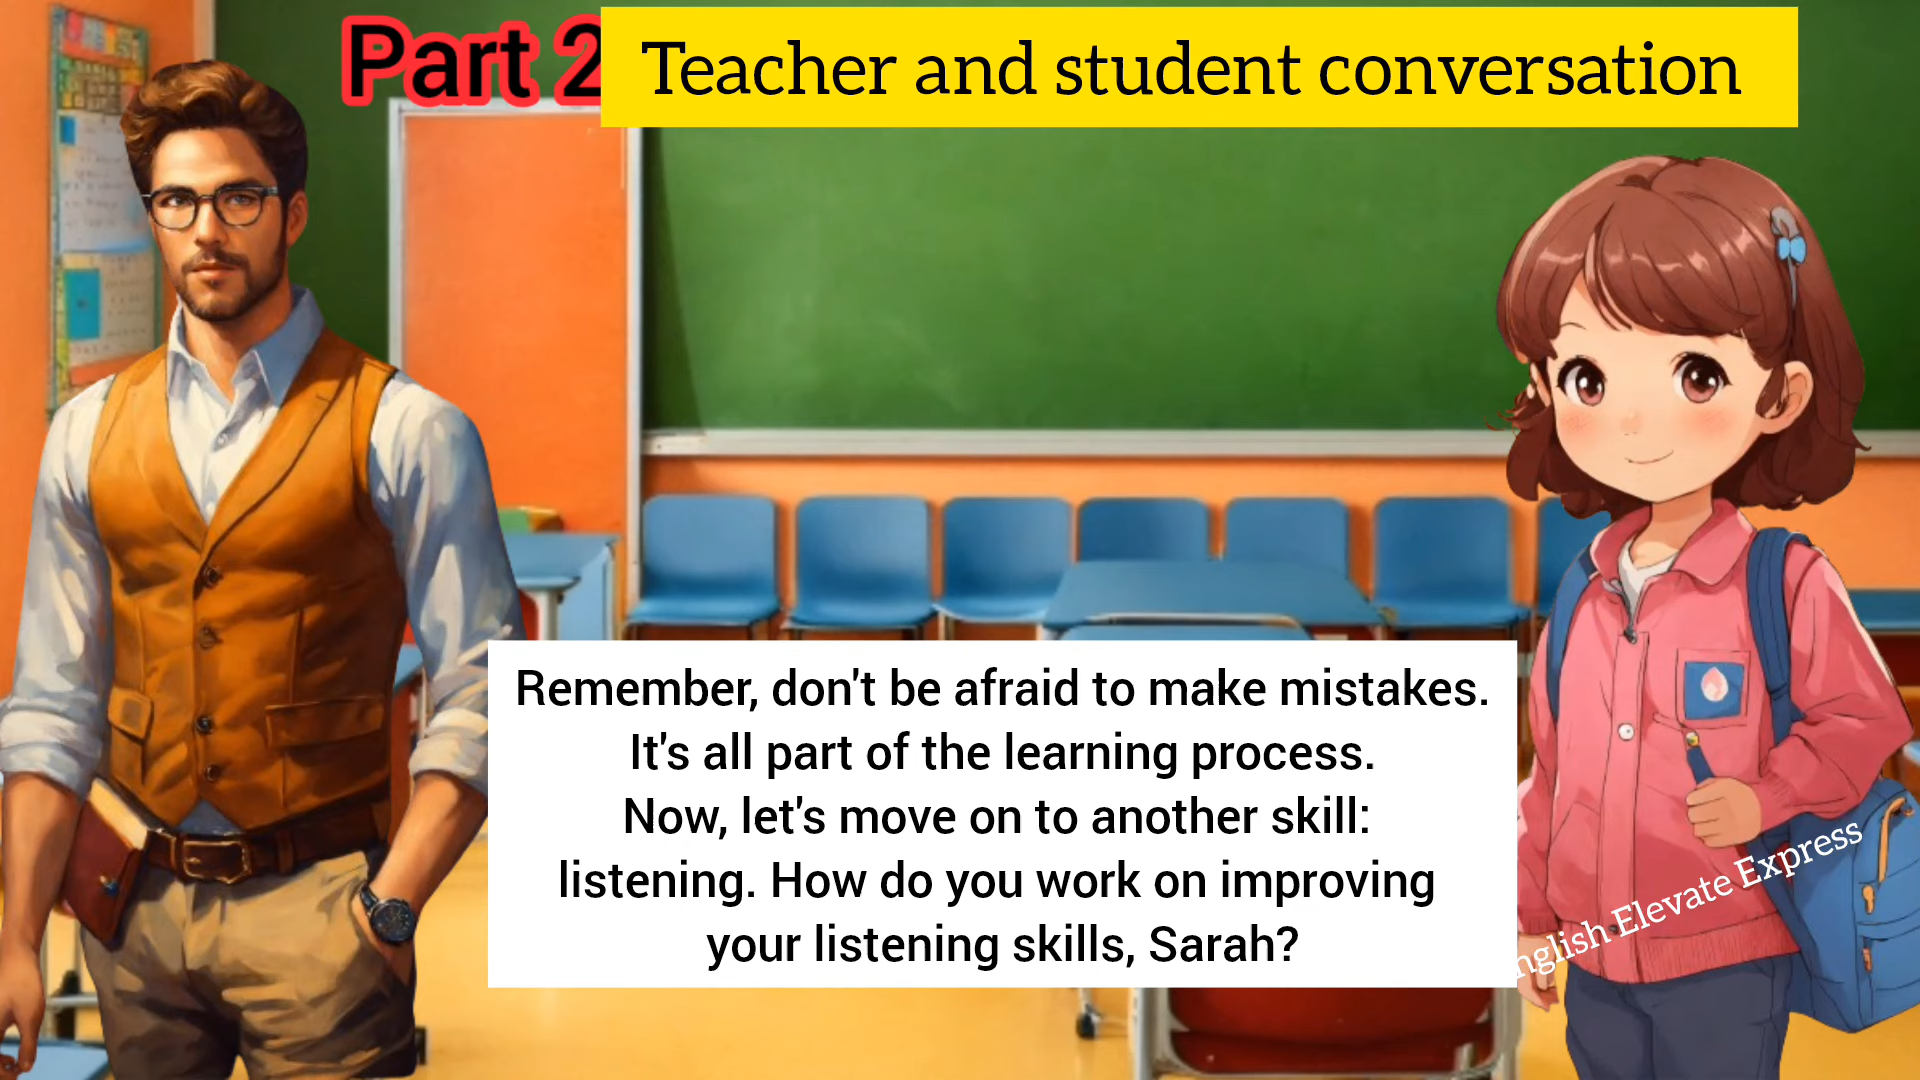 Part 2
Teacher and student conversation
Remember, don't be afraid to make mistakes.
It's all part of the learning process.
Now, let's move on to another skill:
listening. How do you work on improving
your listening skills, Sarah?
Elevate Express